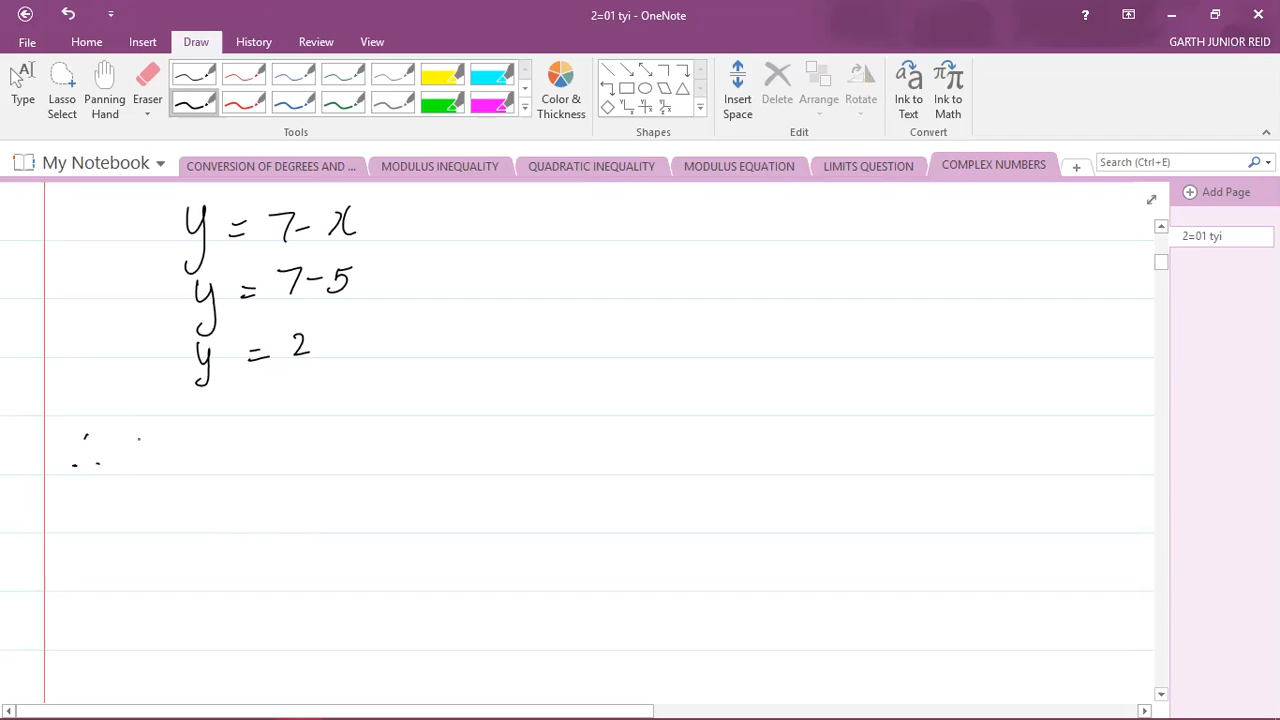 2=01 tyi - OneNote
?
GARTH JUNIOR REID
File Home Insert Draw History Review View
Type
Lasso Select
Panning Hand
Eraser
Color & Thickness
Insert Space
Delete
Arrange
Rotate
Ink to Text
Ink to Math
Tools
Shapes
Edit
Convert
My Notebook
CONVERSION OF DEGREES AND ...
MODULUS INEQUALITY
QUADRATIC INEQUALITY
MODULUS EQUATION
LIMITS QUESTION
COMPLEX NUMBERS
Search (Ctrl+E)
Add Page
2=01 tyi
y = 7 - x
y = 7 - 5
y = 2
∴